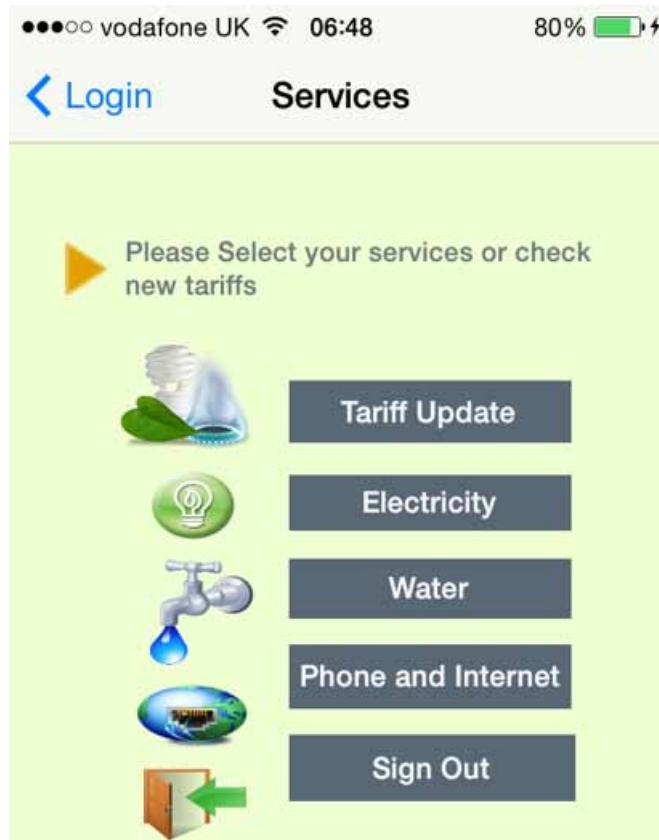 vodafone UK 06:48 80%
Login Services
Please Select your services or check
new tariffs
Tariff Update
Electricity
Water
Phone and Internet
Sign Out